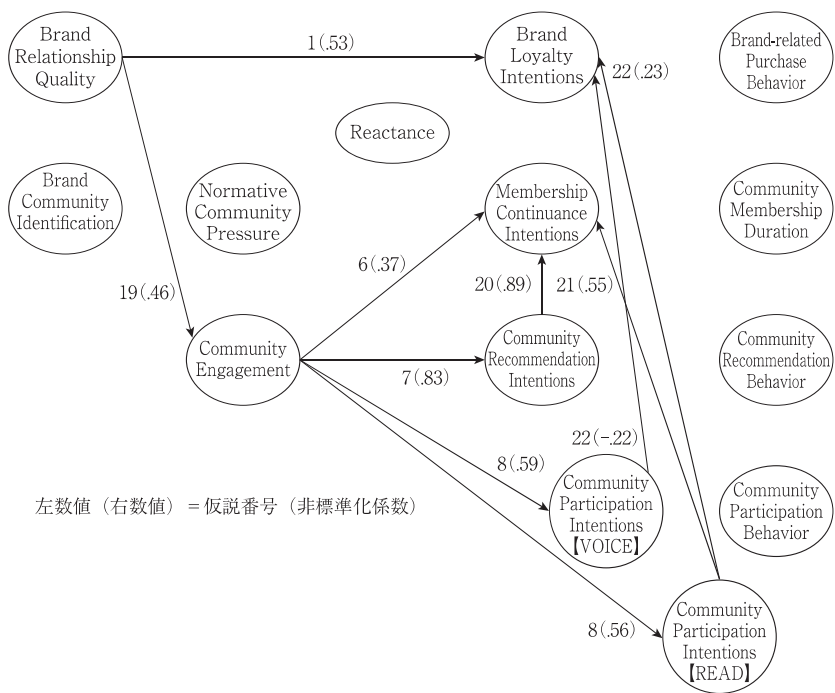 Brand
Relationship
Quality
1(.53)
Brand
Loyalty
Intentions
22(.23)
Brand-related
Purchase
Behavior
Reactance
Brand
Community
Identification
Normative
Community
Pressure
Membership
Continuance
Intentions
Community
Membership
Duration
6(.37)
19(.46)
20(.89)
21(.55)
Community
Engagement
7(.83)
Community
Recommendation
Intentions
Community
Recommendation
Behavior
22(-.22)
8(.59)
Community
Participation
Intentions
【VOICE】
Community
Participation
Behavior
左数値（右数値）＝仮説番号（非標準化係数）
8(.56)
Community
Participation
Intentions
【READ】